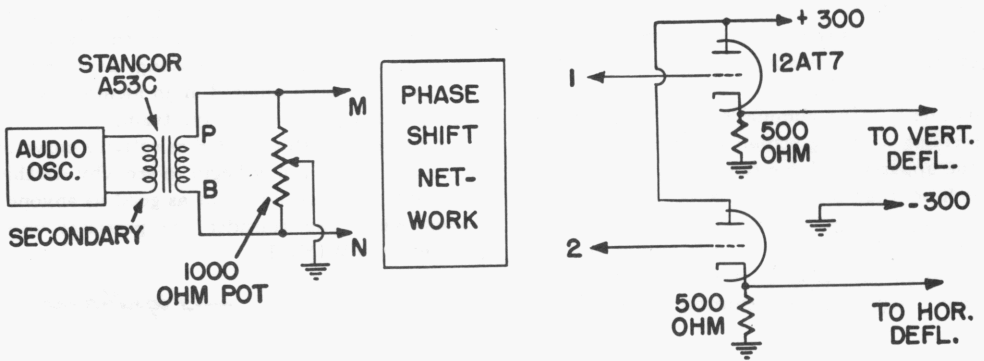 STANCOR
A53C
AUDIO
OSC.
SECONDARY
P
B
M
N
1000
OHM POT
PHASE
SHIFT
NET-
WORK
+ 300
1
12AT7
500
OHM
TO VERT.
DEFL.
- 300
2
500
OHM
TO HOR.
DEFL.